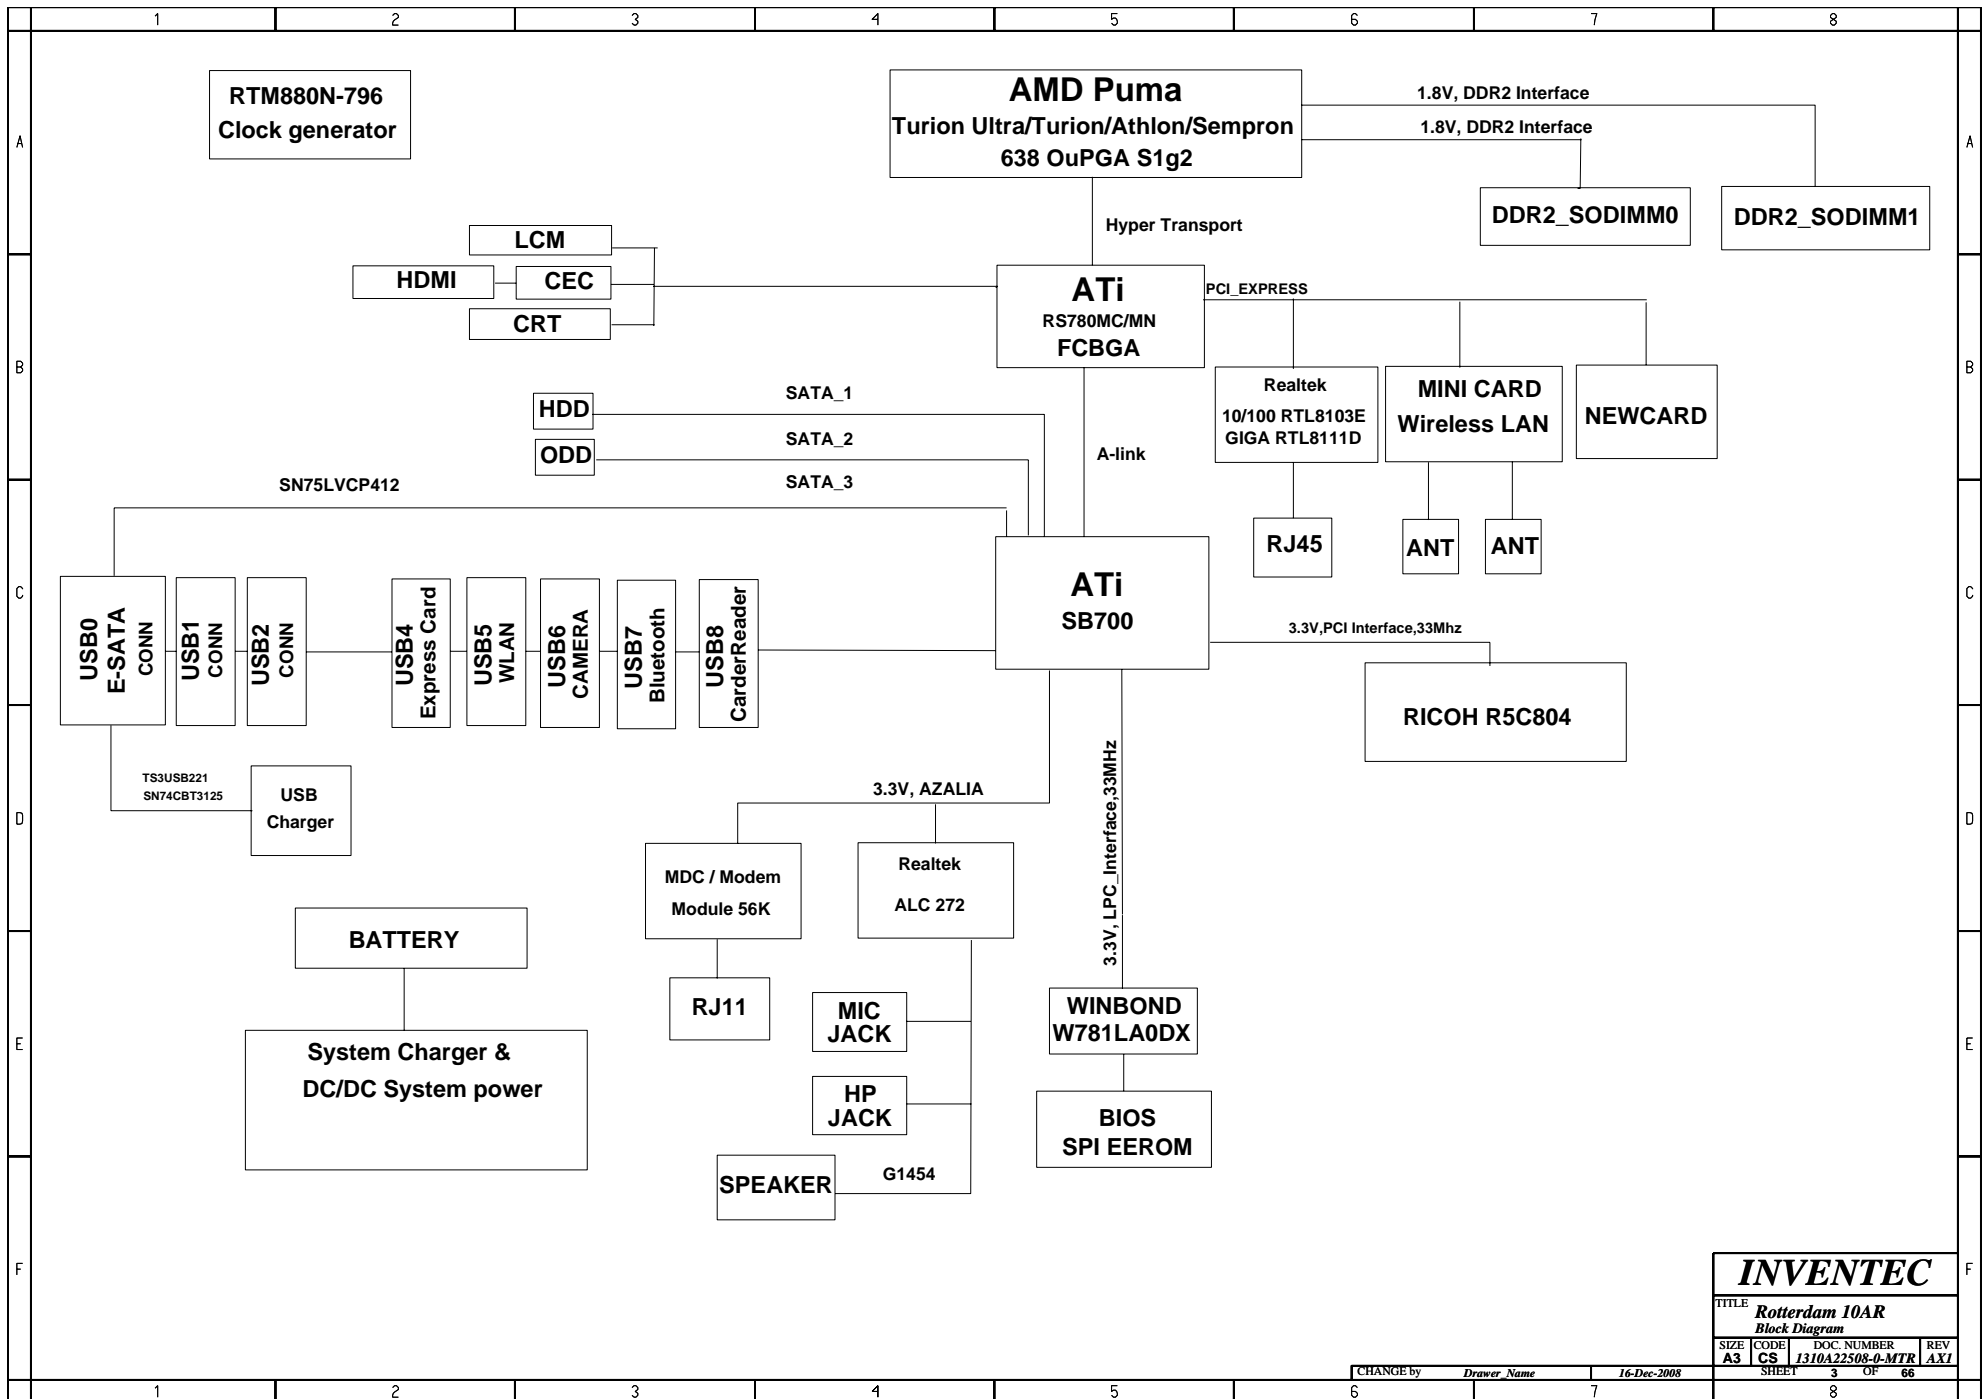 1 2 3 4 5 6 7 8
A A
B B
C C
D D
E E
F F
RTM880N-796
Clock generator
AMD Puma
Turion Ultra/Turion/Athlon/Sempron
638 OuPGA S1g2
1.8V, DDR2 Interface
1.8V, DDR2 Interface
DDR2_SODIMM0
DDR2_SODIMM1
Hyper Transport
LCM
HDMI
CEC
CRT
ATi
RS780MC/MN
FCBGA
PCI_EXPRESS
Realtek
10/100 RTL8103E
GIGA RTL8111D
MINI CARD
Wireless LAN
NEWCARD
HDD
ODD
SATA_1
SATA_2
SATA_3
A-link
SN75LVCP412
RJ45
ANT
ANT
ATi
SB700
USB0
E-SATA
CONN
USB1
CONN
USB2
CONN
USB4
Express Card
USB5
WLAN
USB6
CAMERA
USB7
Bluetooth
USB8
CarderReader
3.3V,PCI Interface,33Mhz
RICOH R5C804
TS3USB221
SN74CBT3125
USB
Charger
3.3V, AZALIA
3.3V, LPC_Interface,33MHz
MDC / Modem
Module 56K
Realtek
ALC 272
BATTERY
RJ11
MIC
JACK
WINBOND
W781LA0DX
System Charger &
DC/DC System power
HP
JACK
BIOS
SPI EEROM
SPEAKER
G1454
INVENTEC
TITLE
Rotterdam 10AR
Block Diagram
SIZE CODE DOC. NUMBER REV
A3 CS 1310A22508-0-MTR AX1
CHANGE by Drawer_Name 16-Dec-2008
SHEET 3 OF 66
1 2 3 4 5 6 7 8